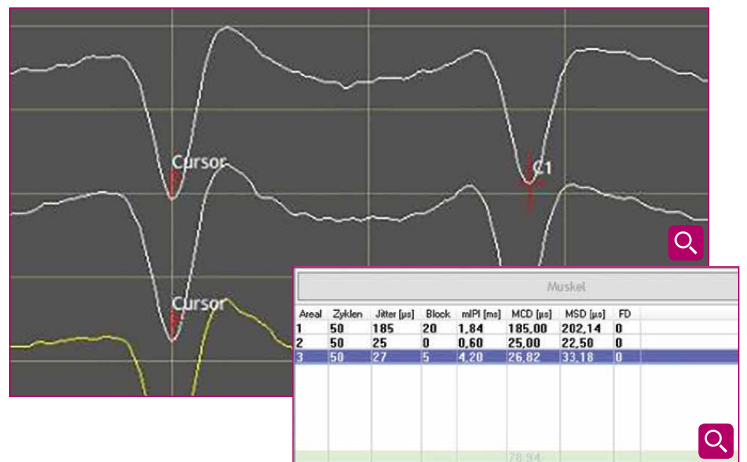 Cursor
C1
Cursor
Muskel
Areal Zyklen Jitter [µs] Block mIPI [ms] MCD [µs] MSD [µs] FD
1 50 185 20 1,84 185,00 202,14 0
2 50 25 0 0,60 25,00 22,50 0
3 50 27 5 4,20 26,82 33,18 0
78,94